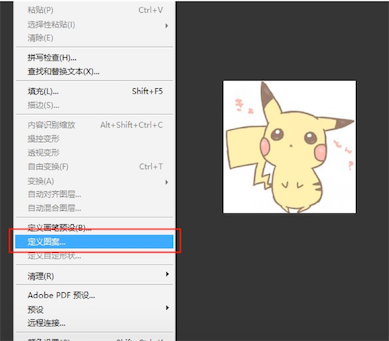 粘贴(P) Ctrl+V
选择性粘贴(I)
清除(E)
拼写检查(H)...
查找和替换文本(X)...
填充(L)... Shift+F5
描边(S)...
内容识别缩放 Alt+Shift+Ctrl+C
操控变形
透视变形
自由变换(F) Ctrl+T
变换(A)
自动对齐图层...
自动混合图层...
定义画笔预设(B)...
定义图案...
定义自定形状...
清理(R)
Adobe PDF 预设...
预设
远程连接...